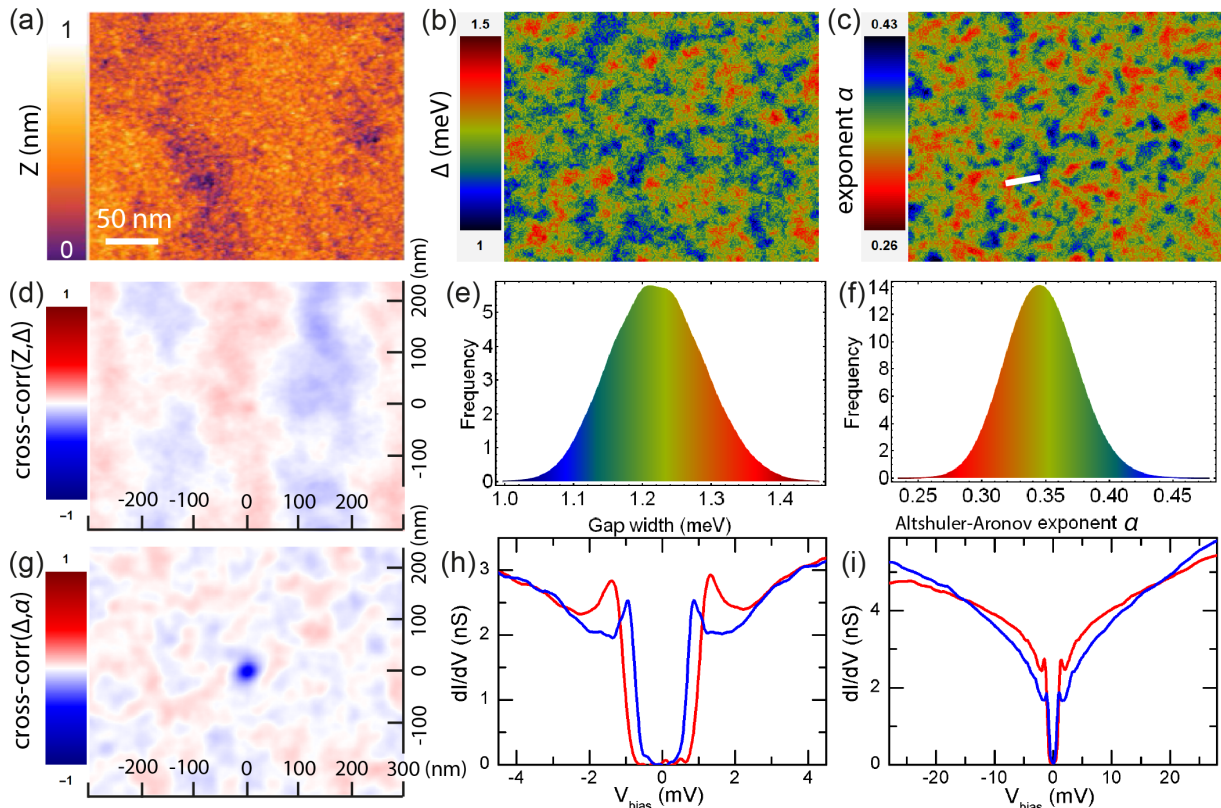 (a)
1
Z (nm)
0
50 nm
(b)
1.5
Δ (meV)
1
(c)
0.43
exponent α
0.26
(d)
1
cross-corr(Z,Δ)
-1
-200 -100 0 100 200
200 (nm)
100
0
-100
(nm)
(e)
Frequency
5
4
3
2
1
0
1.0 1.1 1.2 1.3 1.4
Gap width (meV)
(f)
Frequency
14
12
10
8
6
4
2
0
0.25 0.30 0.35 0.40 0.45
Altshuler-Aronov exponent α
(g)
1
cross-corr(Δ,α)
-1
200
100
0
-100
-200 -100 0 100 200 300 (nm)
(h)
dI/dV (nS)
3
2
1
0
-4 -2 0 2 4
V bias (mV)
(i)
dI/dV (nS)
4
2
0
-20 -10 0 10 20
V bias (mV)